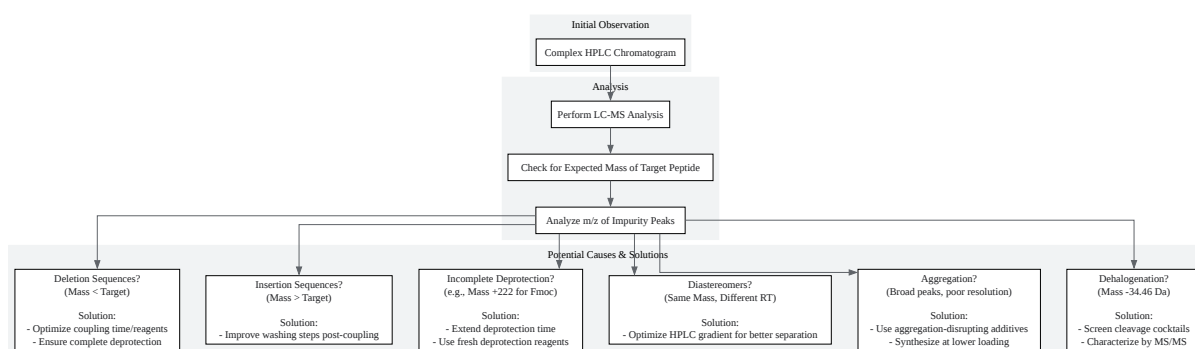 Initial Observation
Complex HPLC Chromatogram
Analysis
Perform LC-MS Analysis
Check for Expected Mass of Target Peptide
Analyze m/z of Impurity Peaks
Potential Causes & Solutions
Deletion Sequences?
(Mass < Target)
Solution:
- Optimize coupling time/reagents
- Ensure complete deprotection
Insertion Sequences?
(Mass > Target)
Solution:
- Improve washing steps post-coupling
Incomplete Deprotection?
(e.g., Mass +222 for Fmoc)
Solution:
- Extend deprotection time
- Use fresh deprotection reagents
Diastereomers?
(Same Mass, Different RT)
Solution:
- Optimize HPLC gradient for better separation
Aggregation?
(Broad peaks, poor resolution)
Solution:
- Use aggregation-disrupting additives
- Synthesize at lower loading
Dehalogenation?
(Mass -34.46 Da)
Solution:
- Screen cleavage cocktails
- Characterize by MS/MS